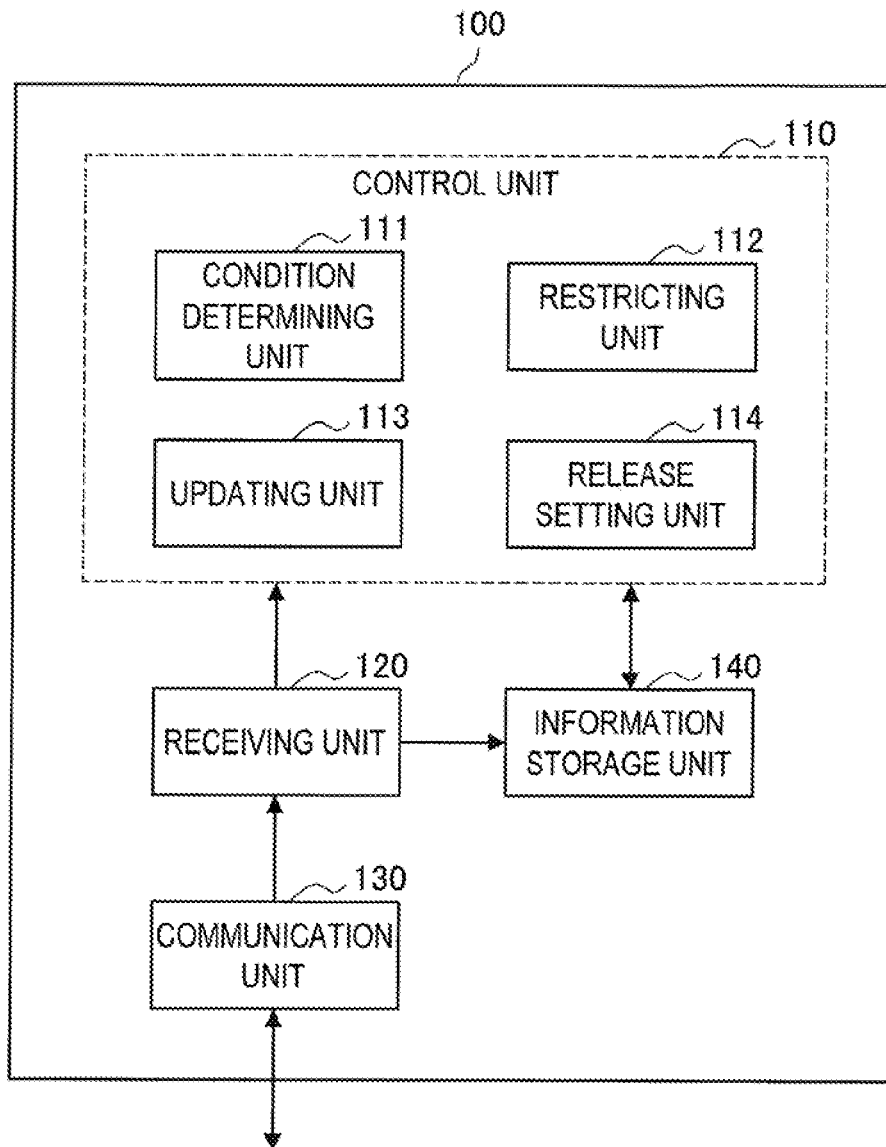 100
110
CONTROL UNIT
111
CONDITION
DETERMINING
UNIT
112
RESTRICTING
UNIT
113
UPDATING UNIT
114
RELEASE
SETTING UNIT
120
RECEIVING UNIT
140
INFORMATION
STORAGE UNIT
130
COMMUNICATION
UNIT